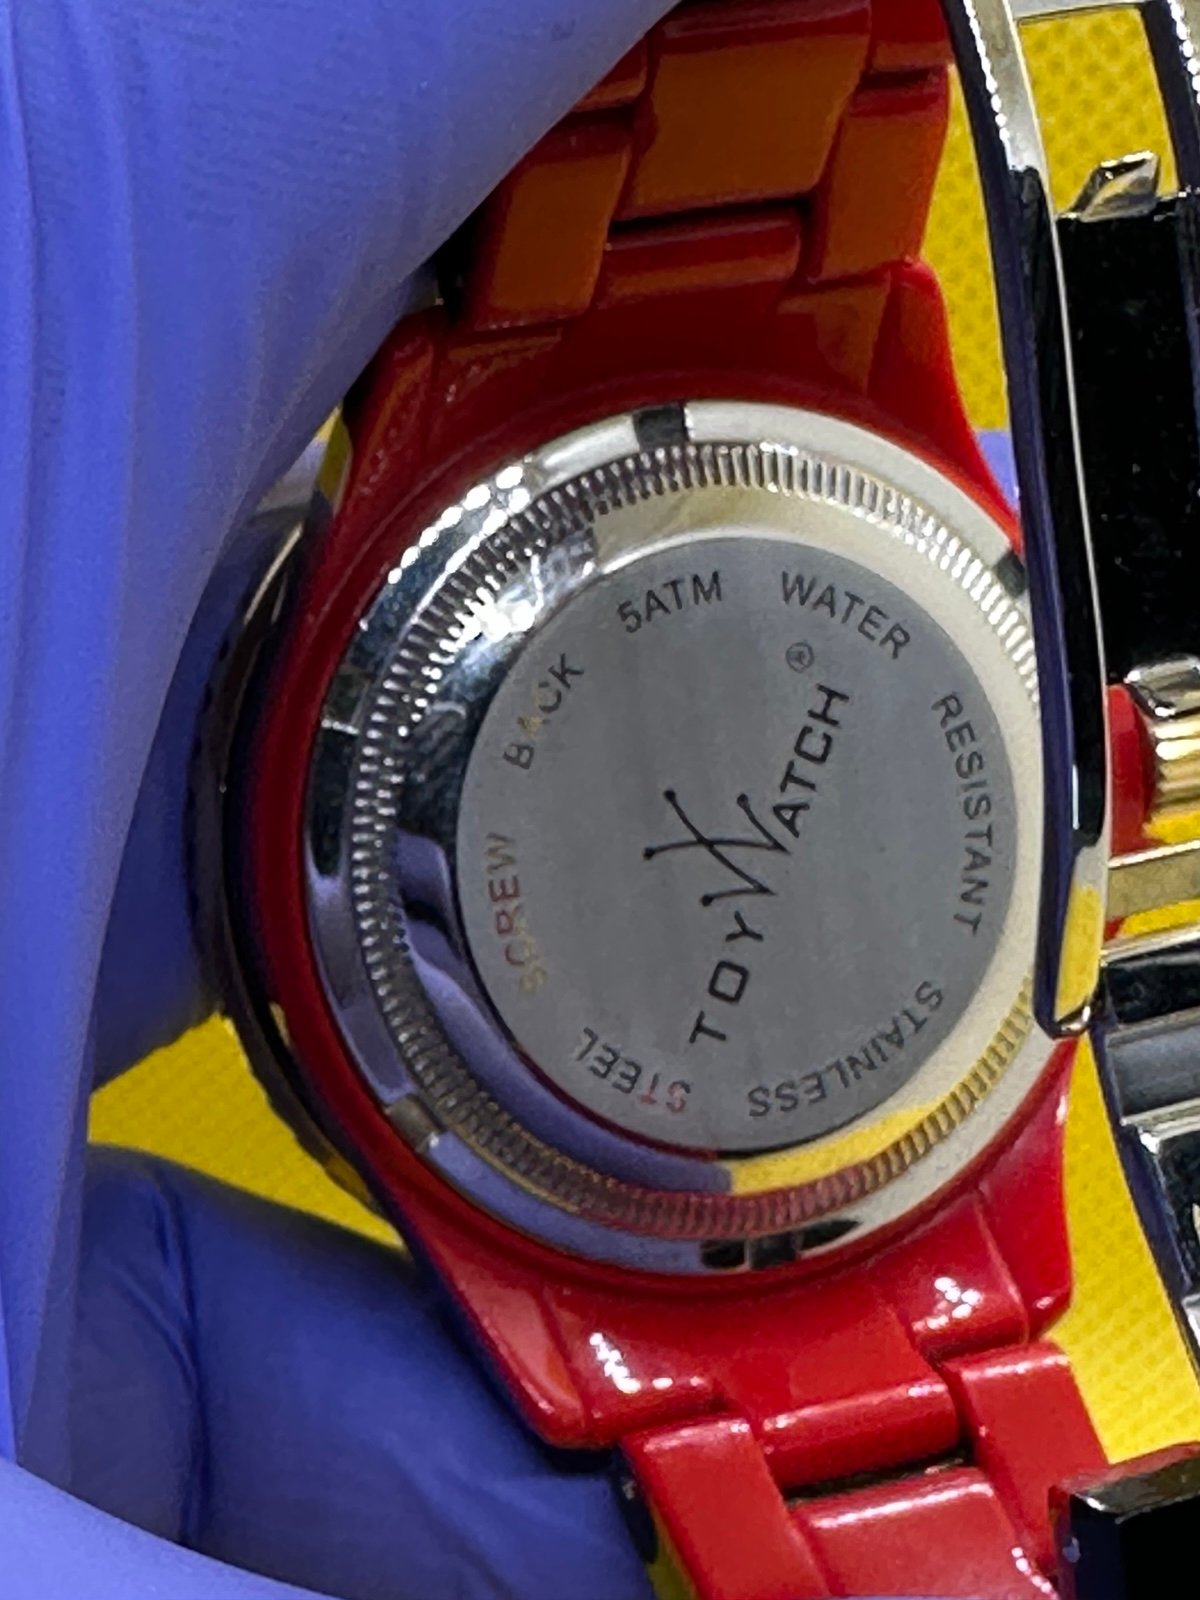 SCREW BACK 5ATM WATER RESISTANT STAINLESS STEEL
TOYWATCH®